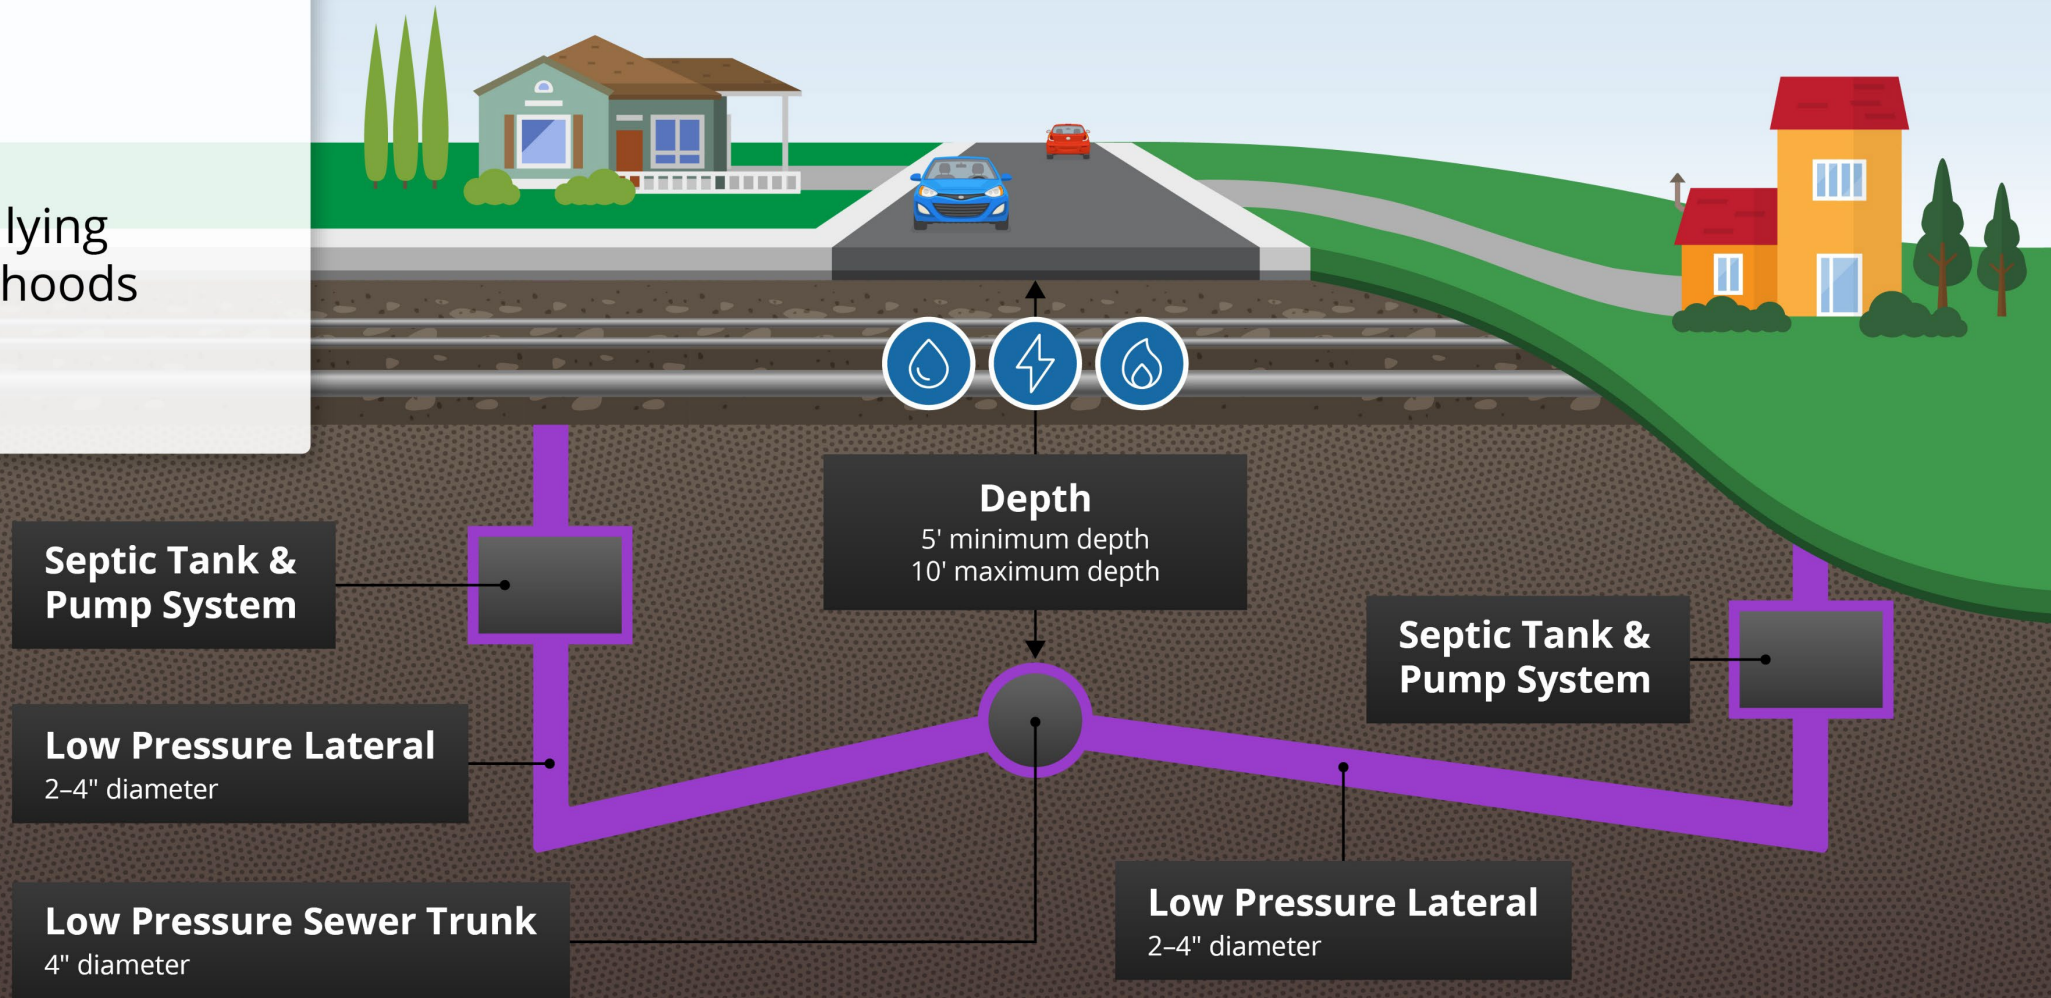 lying
hoods
Depth
5' minimum depth
10' maximum depth
Septic Tank &
Pump System
Septic Tank &
Pump System
Low Pressure Lateral
2–4" diameter
Low Pressure Lateral
2–4" diameter
Low Pressure Sewer Trunk
4" diameter